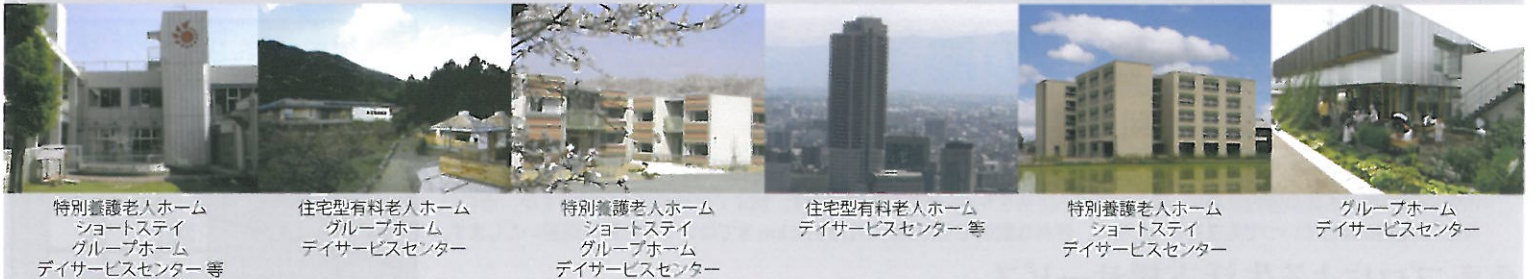 特別養護老人ホーム
ショートステイ
グループホーム
デイサービスセンター 等
住宅型有料老人ホーム
グループホーム
デイサービスセンター
特別養護老人ホーム
ショートステイ
グループホーム
デイサービスセンター
住宅型有料老人ホーム
デイサービスセンター 等
特別養護老人ホーム
ショートステイ
デイサービスセンター
グループホーム
デイサービスセンター